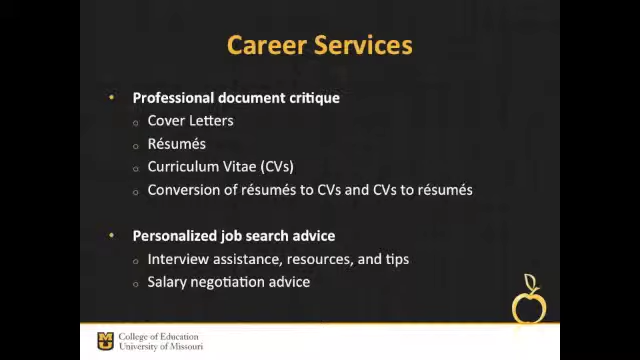 Career Services
• Professional document critique
o Cover Letters
o Résumés
o Curriculum Vitae (CVs)
o Conversion of résumés to CVs and CVs to résumés
• Personalized job search advice
o Interview assistance, resources, and tips
o Salary negotiation advice
MU
College of Education
University of Missouri